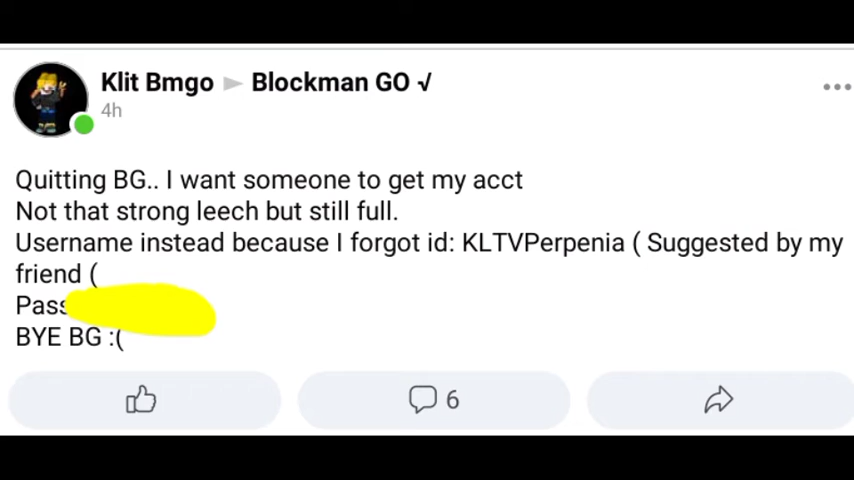 Klit Bmgo ► Blockman GO √
4h
Quitting BG.. I want someone to get my acct
Not that strong leech but still full.
Username instead because I forgot id: KLTVPerpenia ( Suggested by my
friend (
Pass
BYE BG :(
6